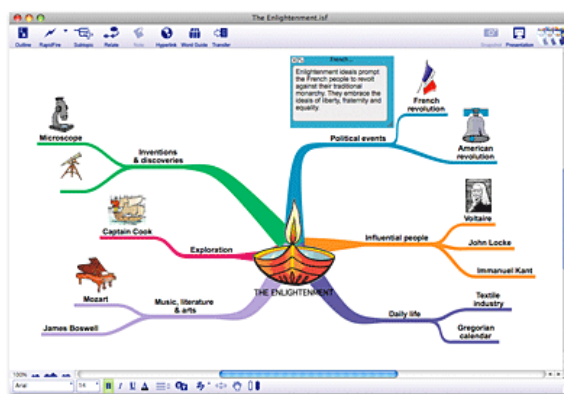 The Enlightenment.isf
Outline
RapidFire
Subtopic
Relate
Note
Hyperlink
Word Guide
Transfer
Snapshot
Presentation
French...
Enlightenment ideals prompt
the French people to revolt
against their traditional
monarchy. They embrace the
ideals of liberty, fraternity and
equality.
French
revolution
Political events
American
revolution
Microscope
Inventions
& discoveries
Captain Cook
Exploration
Voltaire
Influential people
John Locke
Immanuel Kant
THE ENLIGHTENMENT
Mozart
Music, literature
& arts
James Boswell
Textile
industry
Daily life
Gregorian
calendar
100%
Arial
14
B
I
U
A